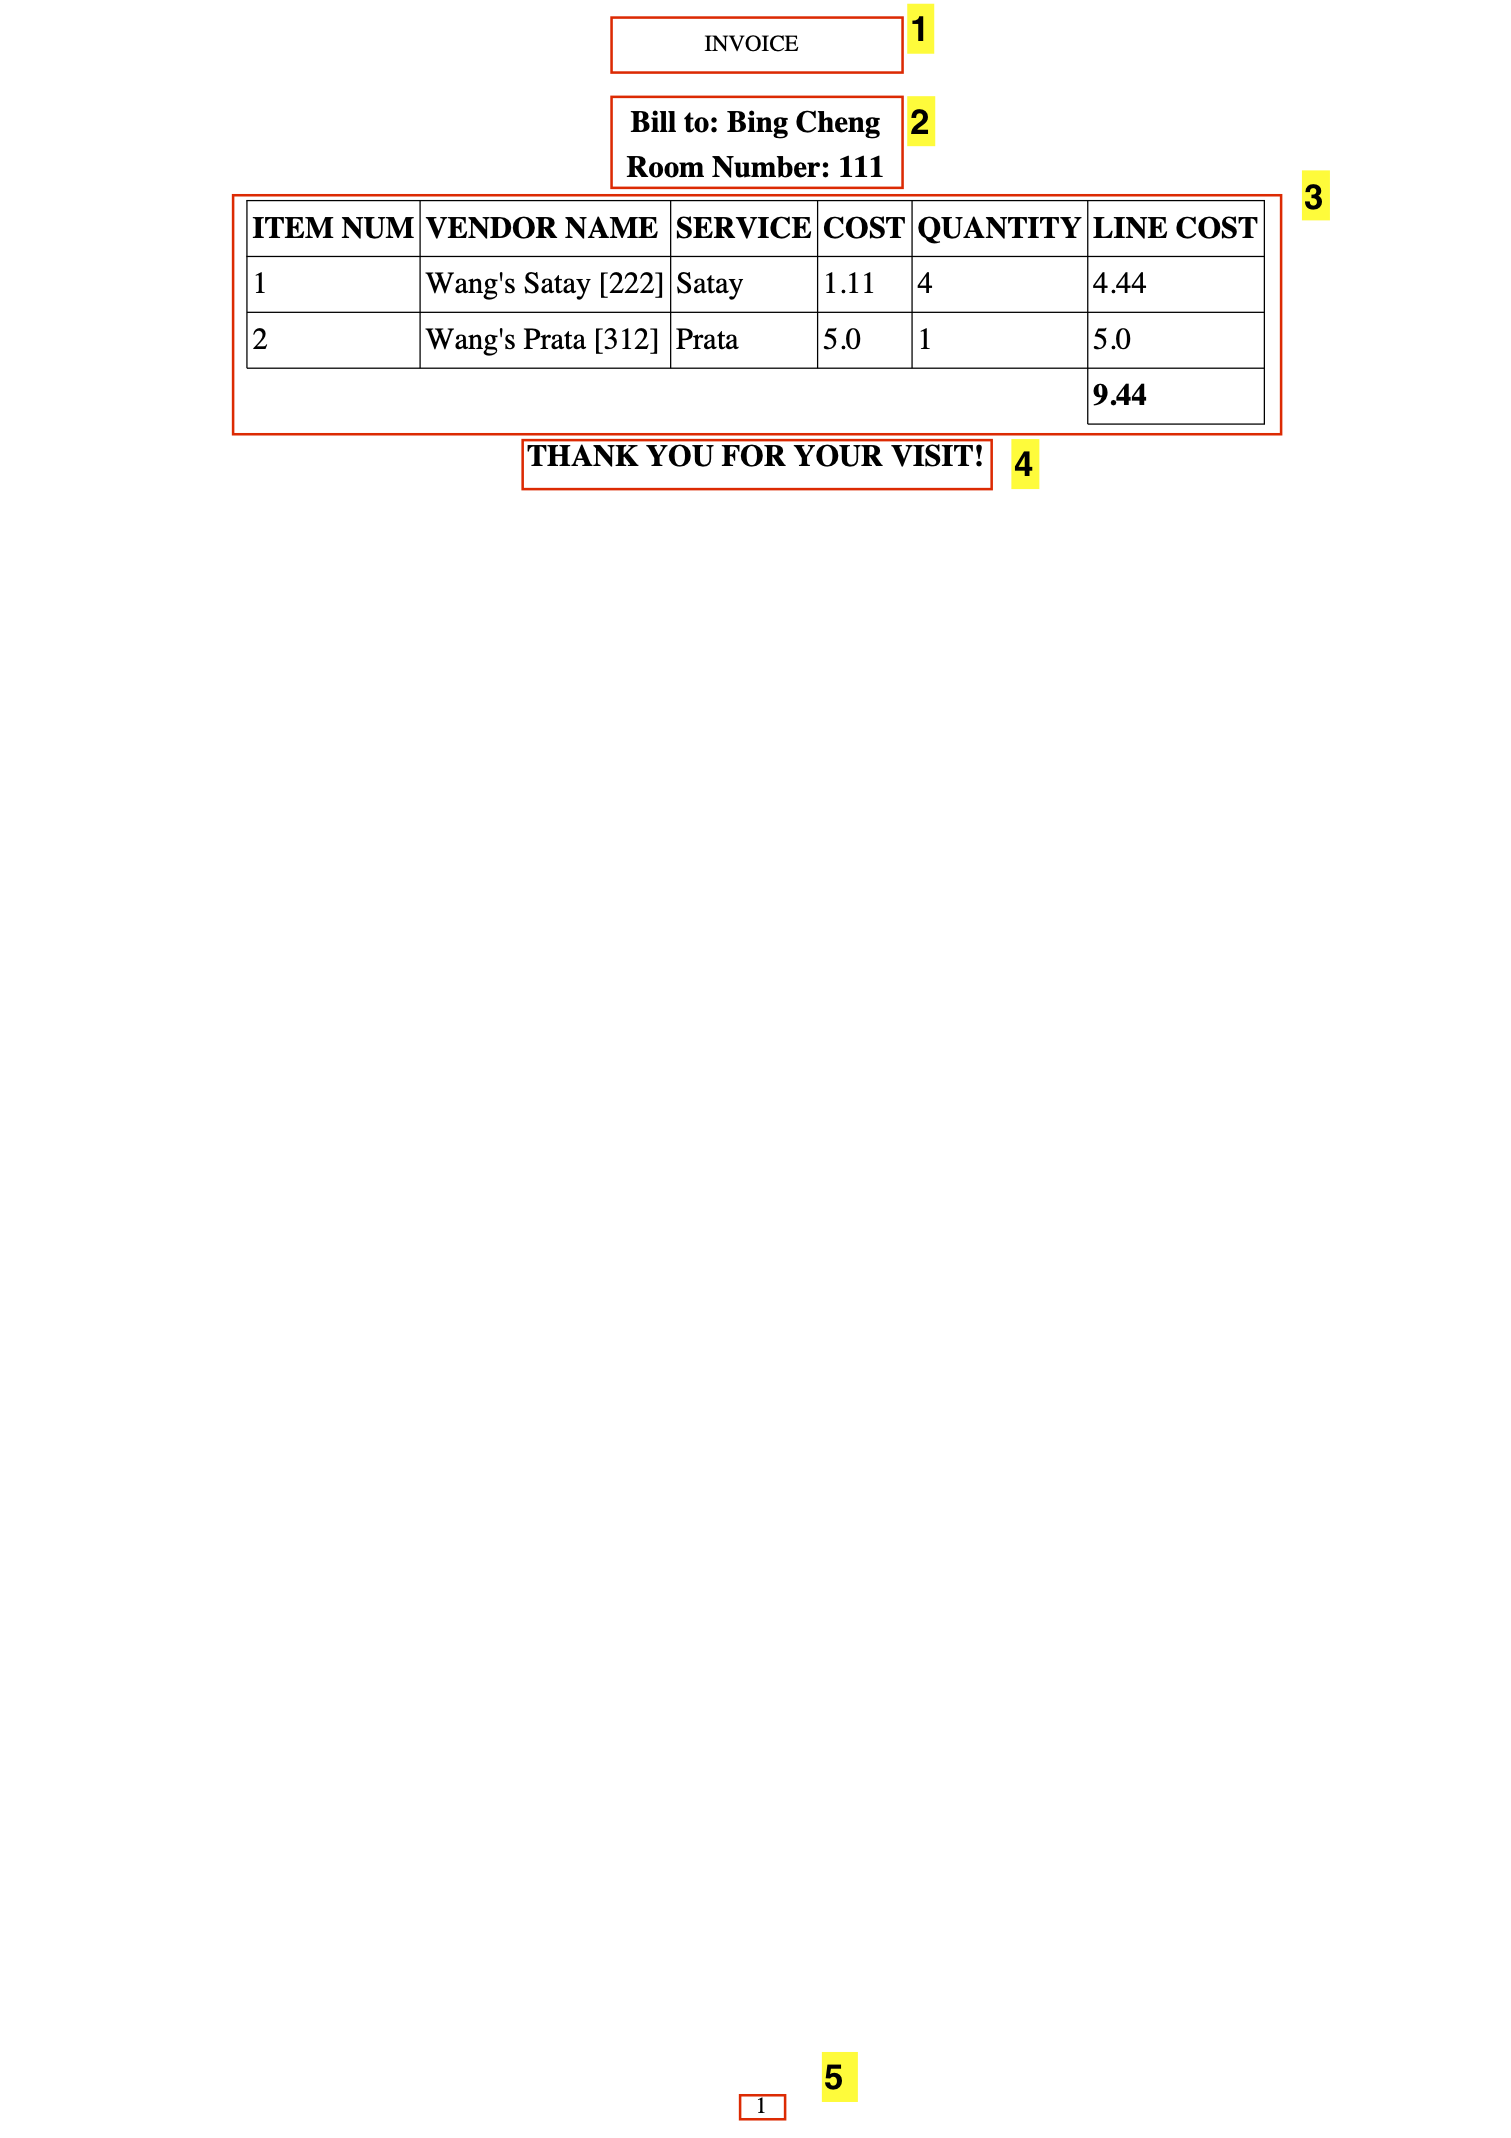 INVOICE 1
Bill to: Bing Cheng 2
Room Number: 111
3
ITEM NUM VENDOR NAME SERVICE COST QUANTITY LINE COST
1 Wang's Satay [222] Satay 1.11 4 4.44
2 Wang's Prata [312] Prata 5.0 1 5.0
9.44
THANK YOU FOR YOUR VISIT! 4
5
1